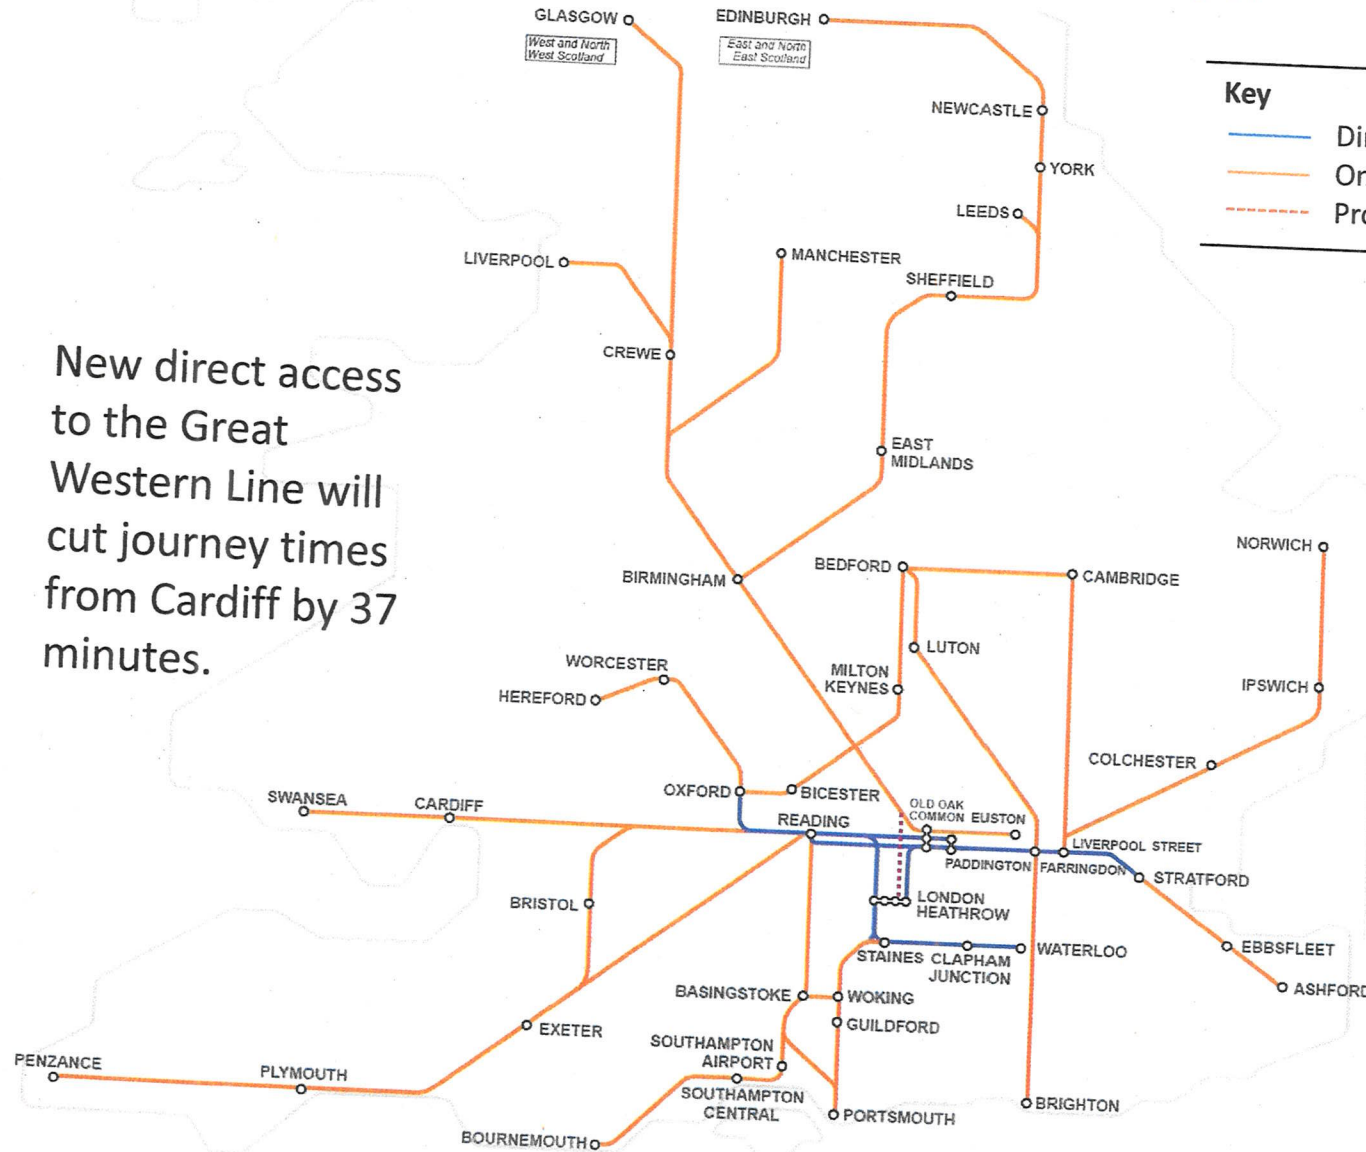 GLASGOW
West and North
West Scotland
EDINBURGH
East and North
East Scotland
Key
NEWCASTLE
YORK
LEEDS
LIVERPOOL
MANCHESTER
SHEFFIELD
CREWE
New direct access
to the Great
Western Line will
cut journey times
from Cardiff by 37
minutes.
EAST
MIDLANDS
NORWICH
BIRMINGHAM
BEDFORD
CAMBRIDGE
LUTON
WORCESTER
HEREFORD
MILTON
KEYNES
IPSWICH
COLCHESTER
OXFORD
BICESTER
OLD OAK
COMMON
EUSTON
SWANSEA
CARDIFF
READING
LIVERPOOL STREET
PADDINGTON
FARRINGDON
STRATFORD
BRISTOL
LONDON
HEATHROW
STAINES
CLAPHAM
JUNCTION
WATERLOO
EBBSFLEET
ASHFORD
BASINGSTOKE
WOKING
GUILDFORD
EXETER
SOUTHAMPTON
AIRPORT
PENZANCE
PLYMOUTH
SOUTHAMPTON
CENTRAL
PORTSMOUTH
BRIGHTON
BOURNEMOUTH